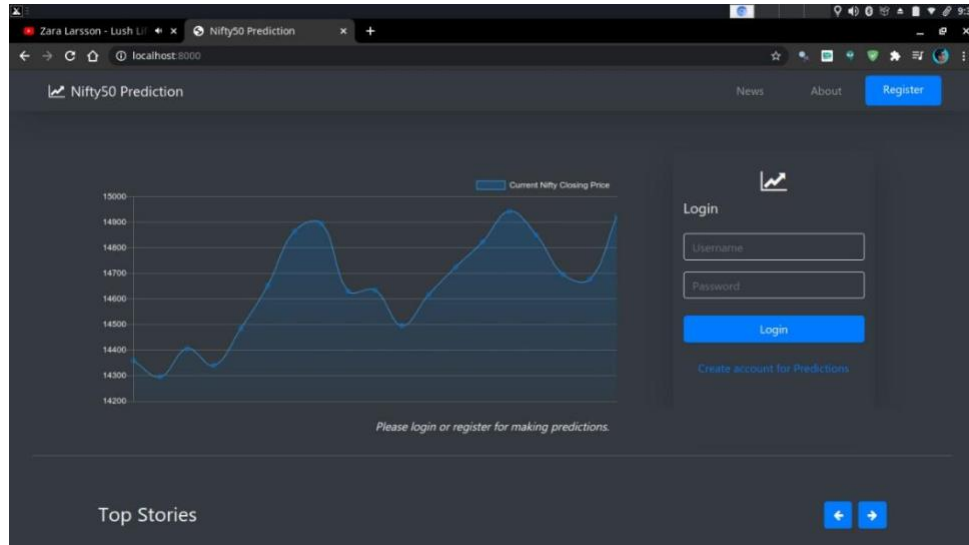 Zara Larsson - Lush Li
Nifty50 Prediction
localhost:8000
Nifty50 Prediction
News
About
Register
Current Nifty Closing Price
15000
14900
14800
14700
14600
14500
14400
14300
14200
Please login or register for making predictions.
Login
Username
Password
Login
Create account for Predictions
Top Stories